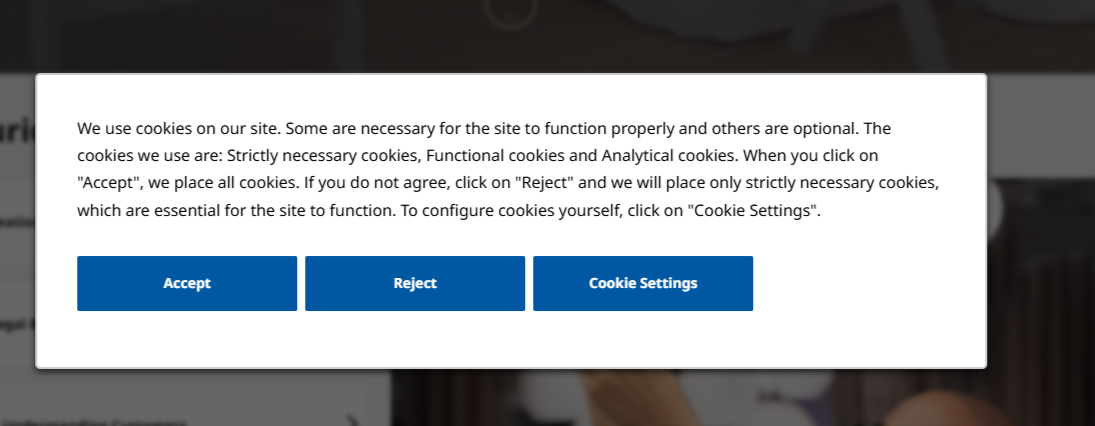 We use cookies on our site. Some are necessary for the site to function properly and others are optional. The
cookies we use are: Strictly necessary cookies, Functional cookies and Analytical cookies. When you click on
"Accept", we place all cookies. If you do not agree, click on "Reject" and we will place only strictly necessary cookies,
which are essential for the site to function. To configure cookies yourself, click on "Cookie Settings".
Accept Reject Cookie Settings
Understanding Customers